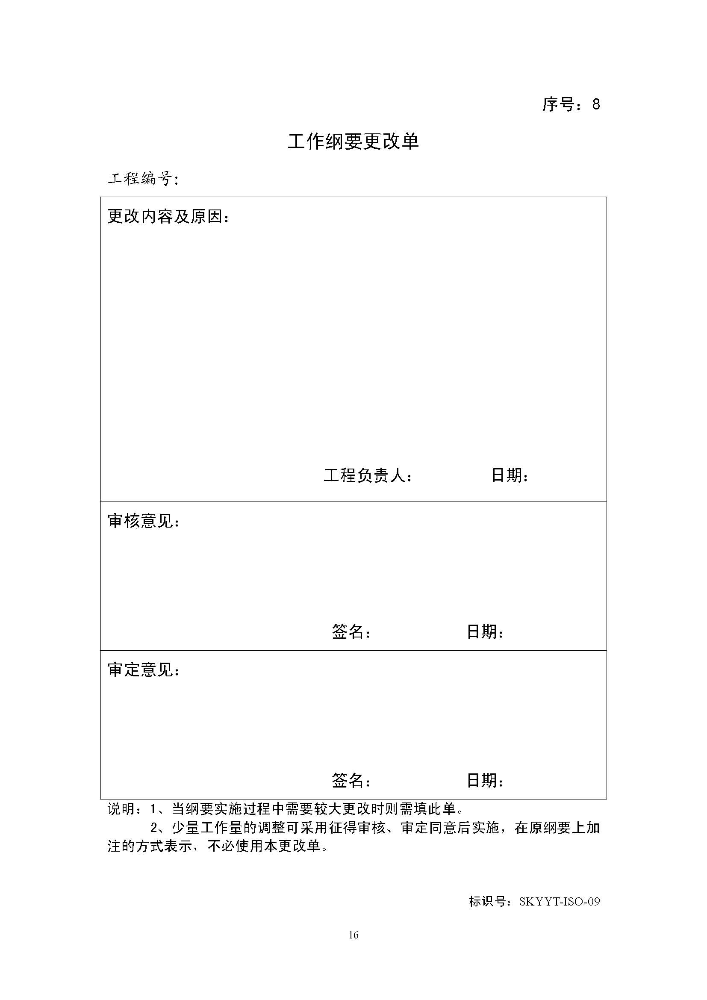 序号：8
工作纲要更改单
工程编号：
更改内容及原因：
工程负责人： 日期：
审核意见：
签名： 日期：
审定意见：
签名： 日期：
说明：1、当纲要实施过程中需要较大更改时则需填此单。
2、少量工作量的调整可采用征得审核、审定同意后实施，在原纲要上加
注的方式表示，不必使用本更改单。
标识号：SKYYT-ISO-09
16